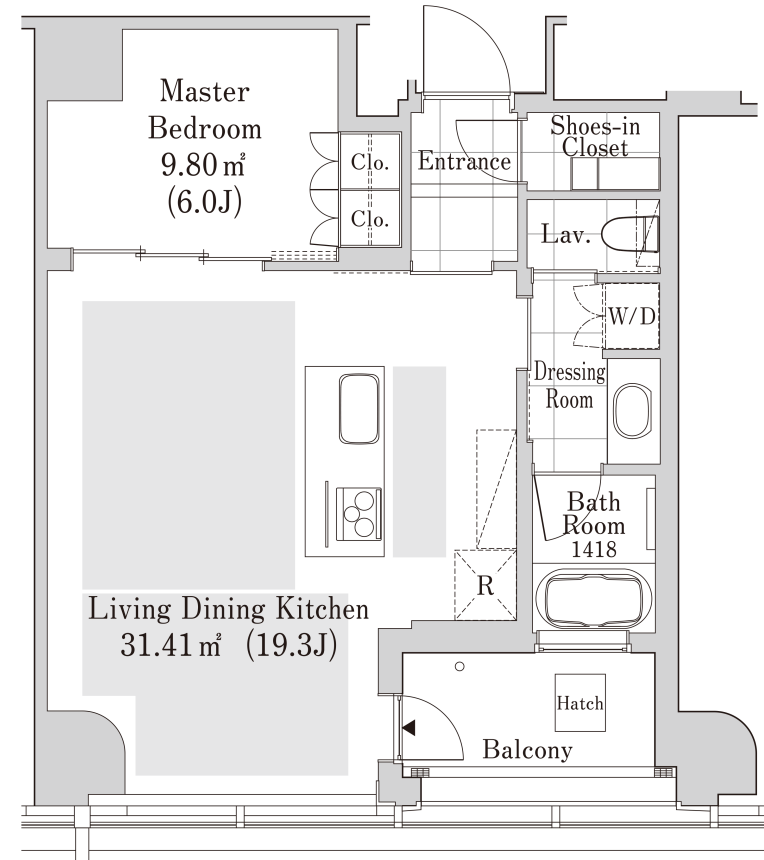 Master
Bedroom
9.80㎡
(6.0J)
Clo.
Clo.
Entrance
Shoes-in
Closet
Lav.
W/D
Dressing
Room
Bath
Room
1418
R
Living Dining Kitchen
31.41㎡ (19.3J)
Hatch
Balcony